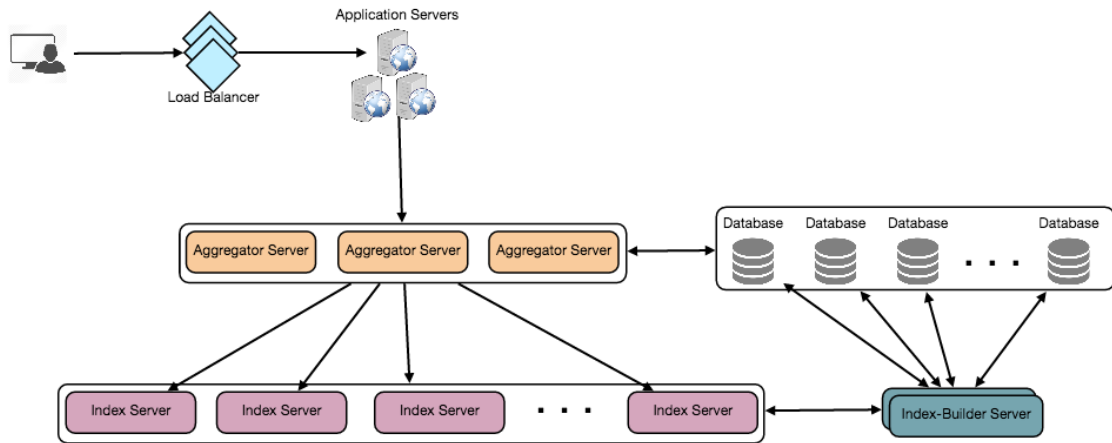 Application Servers
Load Balancer
Aggregator Server
Aggregator Server
Aggregator Server
Database
Database
Database
Database
Index Server
Index Server
Index Server
Index Server
Index-Builder Server